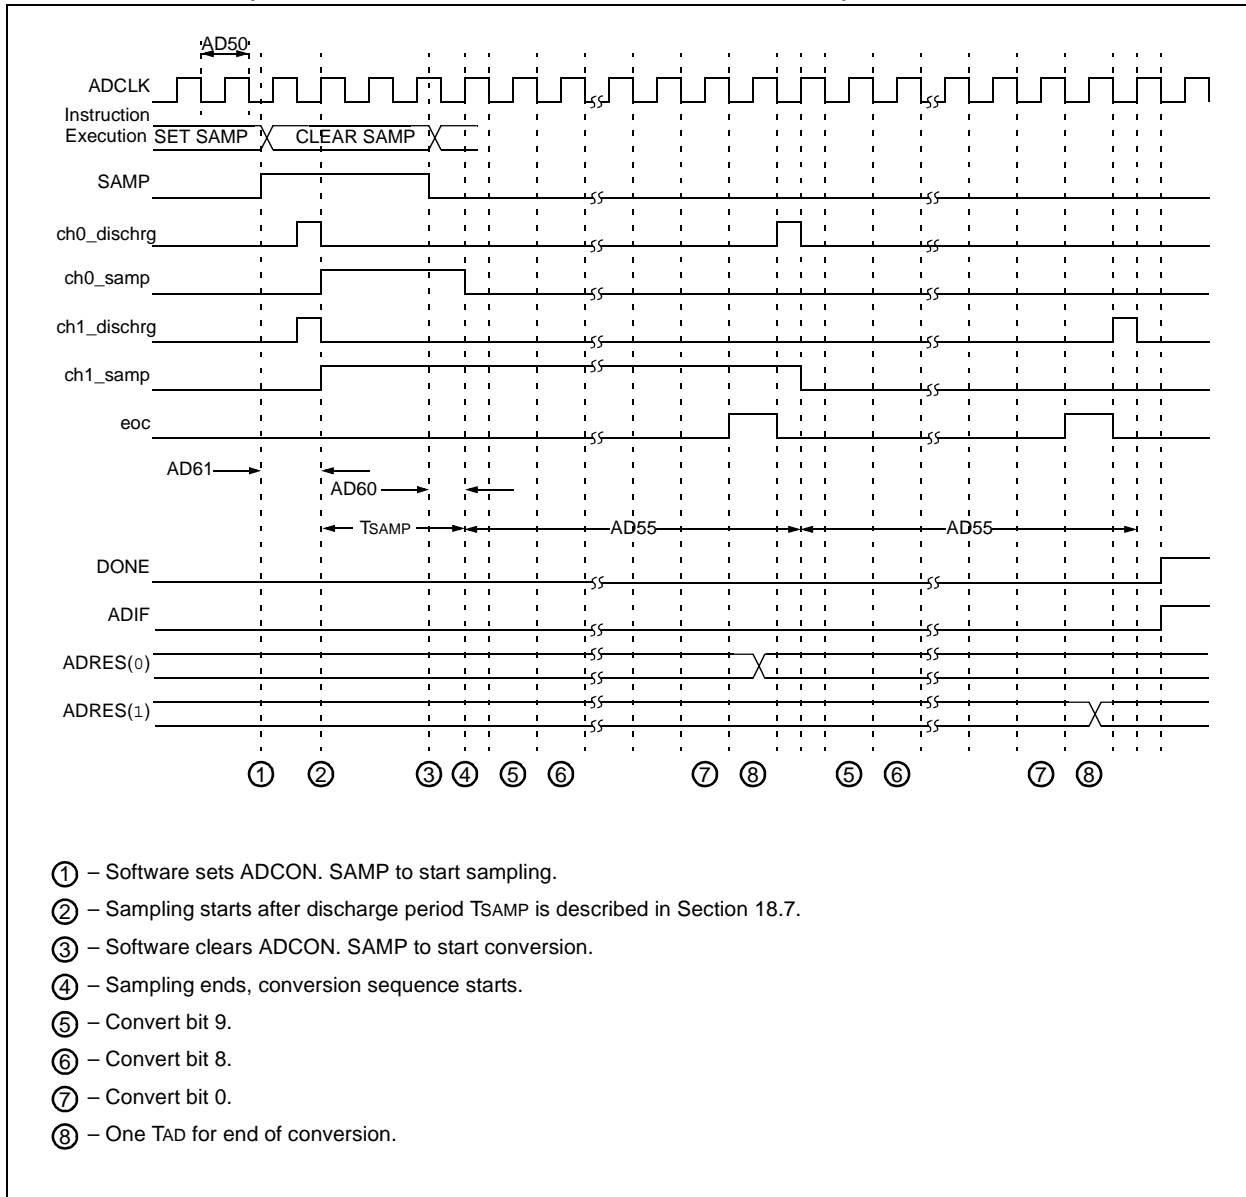 AD50
ADCLK
Instruction
Execution SET SAMP CLEAR SAMP
SAMP
ch0_dischrg
ch0_samp
ch1_dischrg
ch1_samp
eoc
AD61
AD60
TSAMP AD55 AD55
DONE
ADIF
ADRES(0)
ADRES(1)
1 2 3 4 5 6 7 8 5 6 7 8
1 – Software sets ADCON. SAMP to start sampling.
2 – Sampling starts after discharge period TSAMP is described in Section 18.7.
3 – Software clears ADCON. SAMP to start conversion.
4 – Sampling ends, conversion sequence starts.
5 – Convert bit 9.
6 – Convert bit 8.
7 – Convert bit 0.
8 – One TAD for end of conversion.